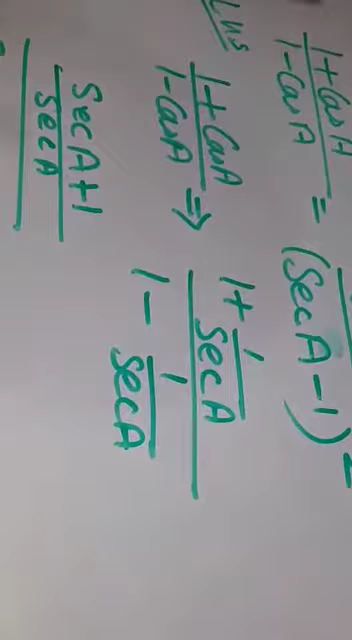 1+CosA / 1-CosA = / (SecA-1)²
LHS
1+CosA / 1-CosA ⇒ 1+ 1/secA / 1- 1/secA
SecA+1 / SecA